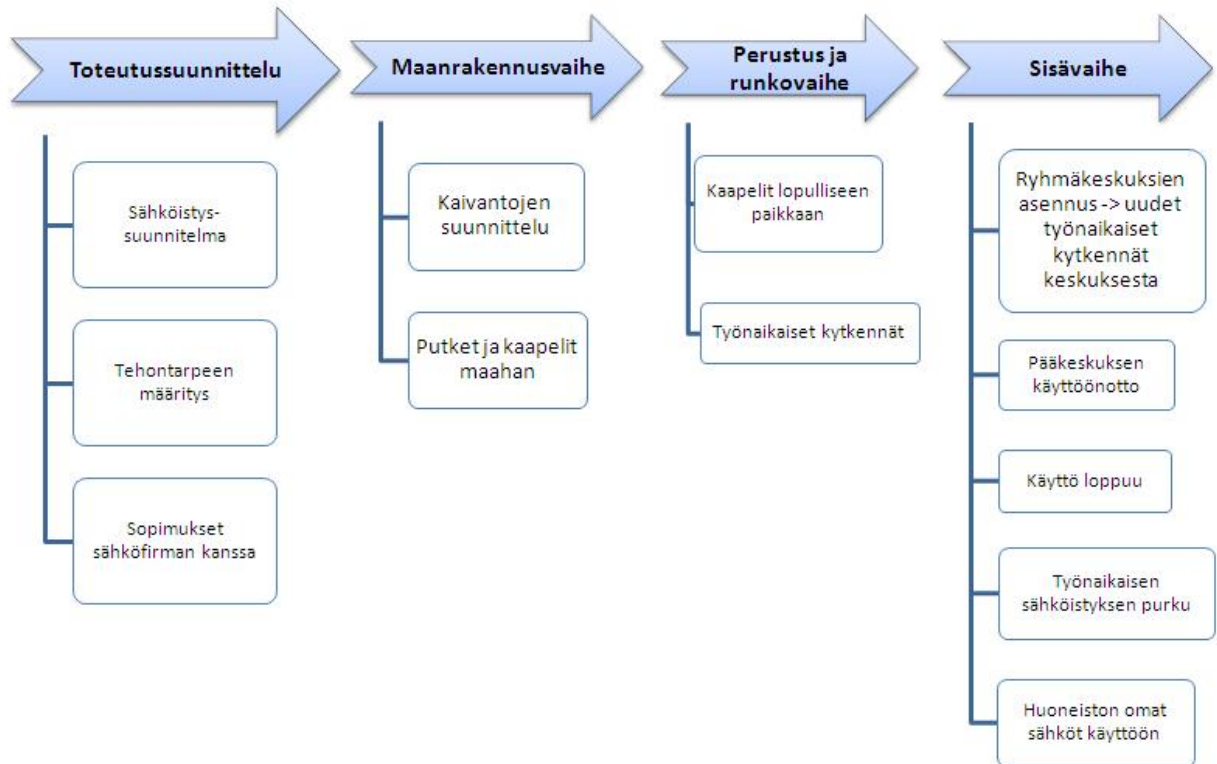 Toteutussuunnittelu
Sähköistys-
suunnitelma
Tehontarpeen
määritys
Sopimukset
sähköfirman kanssa
Maanrakennusvaihe
Kaivantojen
suunnittelu
Putket ja kaapelit
maahan
Perustus ja
runkovaihe
Kaapelit lopulliseen
paikkaan
Työnaikaiset kytkennät
Sisävaihe
Ryhmäkeskuksien
asennus -> uudet
työnaikaiset
kytkennät
keskuksesta
Pääkeskuksen
käyttöönotto
Käyttö loppuu
Työnaikaisen
sähköistyksen purku
Huoneiston omat
sähköt käyttöön